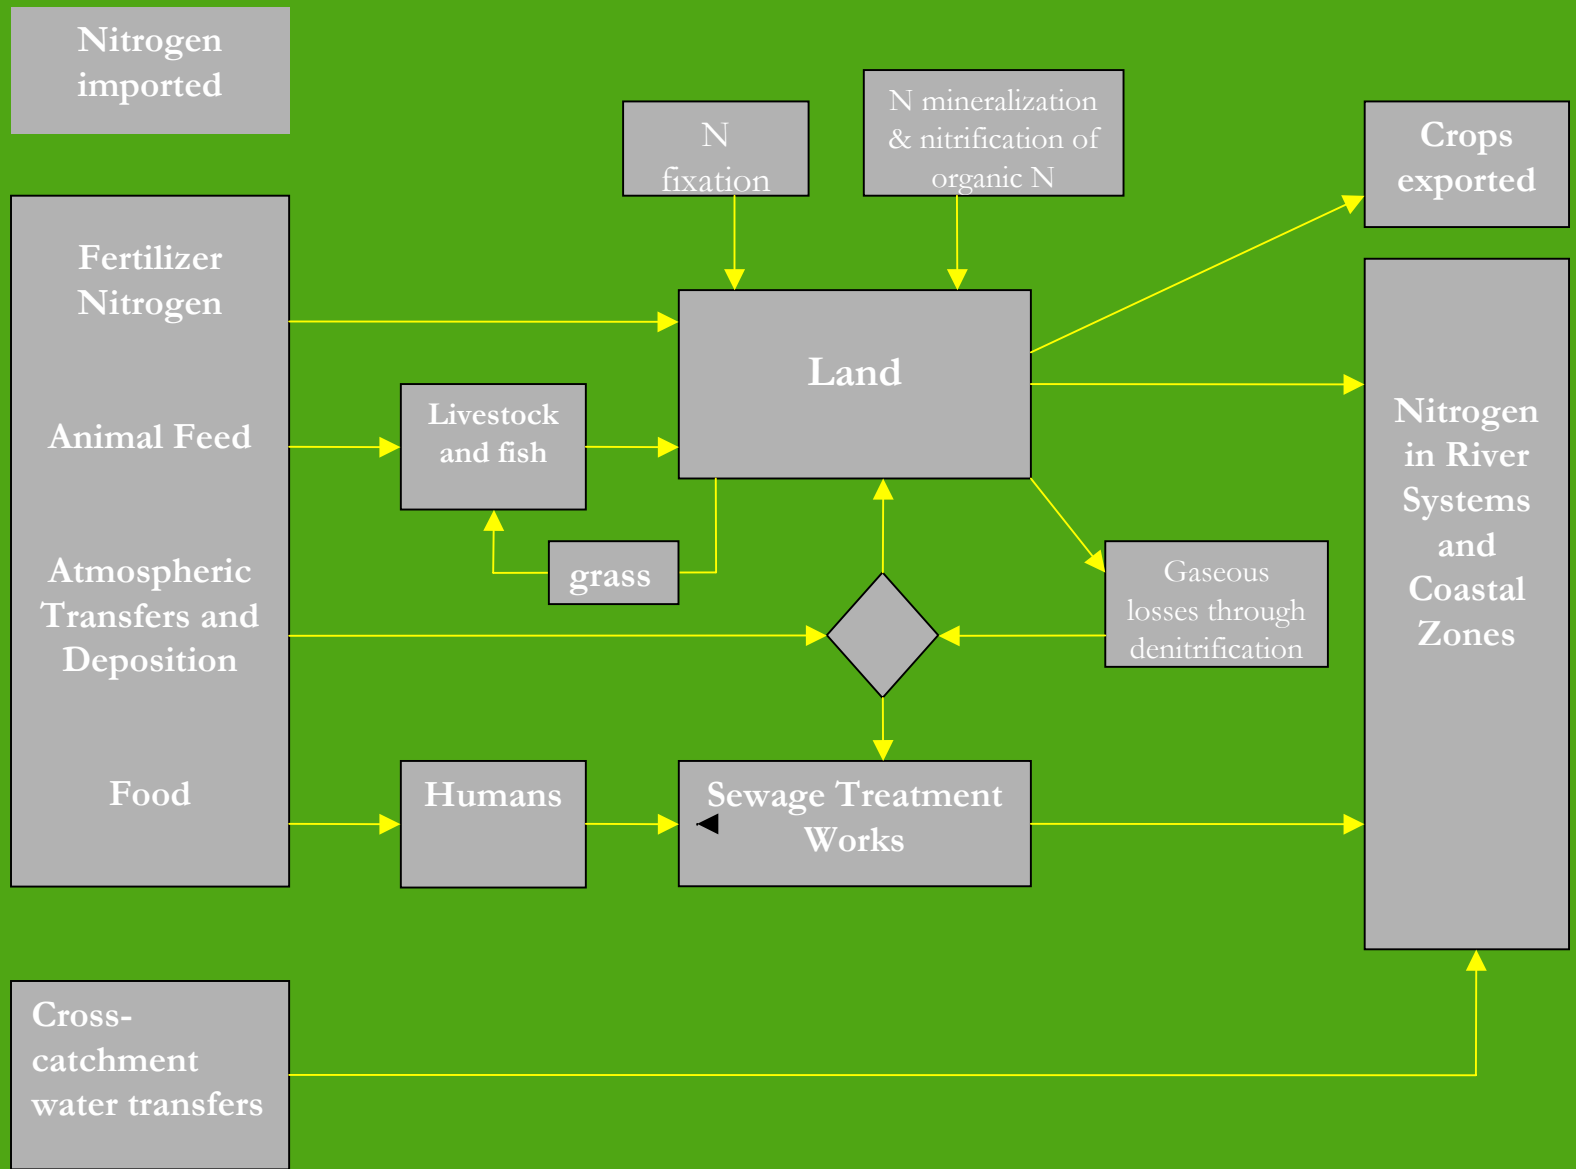 Nitrogen
imported
N
fixation
N mineralization
& nitrification of
organic N
Crops
exported
Fertilizer
Nitrogen
Animal Feed
Atmospheric
Transfers and
Deposition
Food
Livestock
and fish
grass
Land
Gaseous
losses through
denitrification
Nitrogen
in River
Systems
and
Coastal
Zones
Humans
Sewage Treatment
Works
Cross-
catchment
water transfers